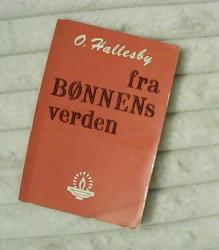 O. Hallesby
fra
BØNNENs
verden